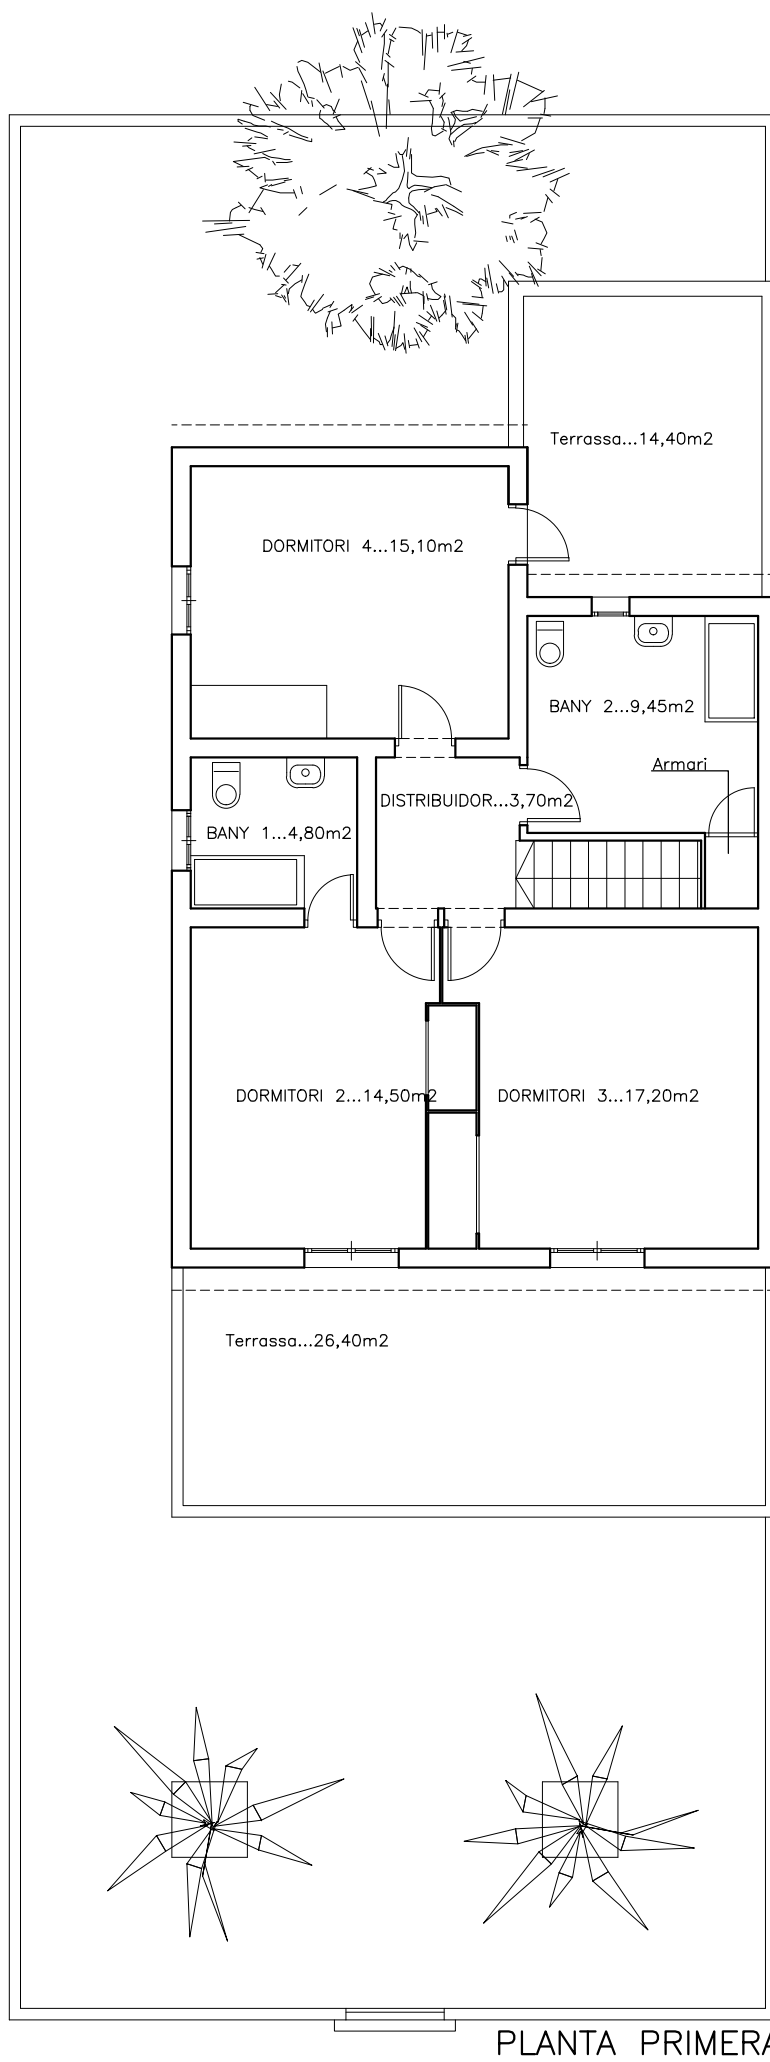 Terrassa...14,40m2
DORMITORI 4...15,10m2
BANY 2...9,45m2
Armari
DISTRIBUIDOR...3,70m2
BANY 1...4,80m2
DORMITORI 2...14,50m2
DORMITORI 3...17,20m2
Terrassa...26,40m2
PLANTA PRIMERA